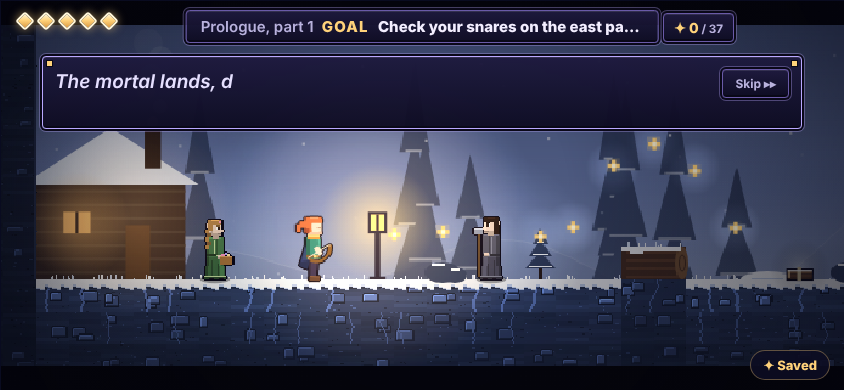 Prologue, part 1 GOAL Check your snares on the east pa...
✦ 0 / 37
The mortal lands, d
Skip ▸▸
✦ Saved